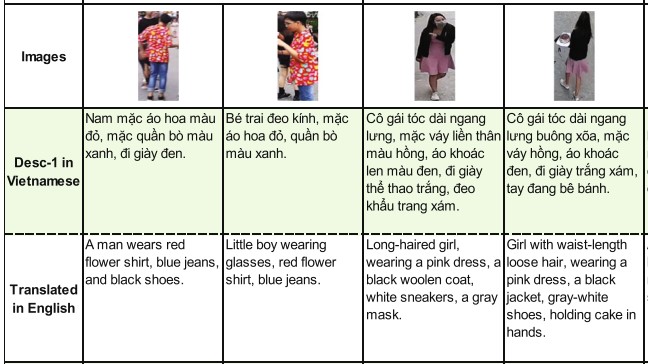 Images
Desc-1 in
Vietnamese
Nam mặc áo hoa màu
đỏ, mặc quần bò màu
xanh, đi giày đen.
Bé trai đeo kính, mặc
áo hoa đỏ, quần bò
màu xanh.
Cô gái tóc dài ngang
lưng, mặc váy liền thân
màu hồng, áo khoác
len màu đen, đi giày
thể thao trắng, đeo
khẩu trang xám.
Cô gái tóc dài ngang
lưng buông xõa, mặc
váy hồng, áo khoác
đen, đi giày trắng xám,
tay đang bê bánh.
Translated
in English
A man wears red
flower shirt, blue jeans,
and black shoes.
Little boy wearing
glasses, red flower
shirt, blue jeans.
Long-haired girl,
wearing a pink dress, a
black woolen coat,
white sneakers, a gray
mask.
Girl with waist-length
loose hair, wearing a
pink dress, a black
jacket, gray-white
shoes, holding cake in
hands.